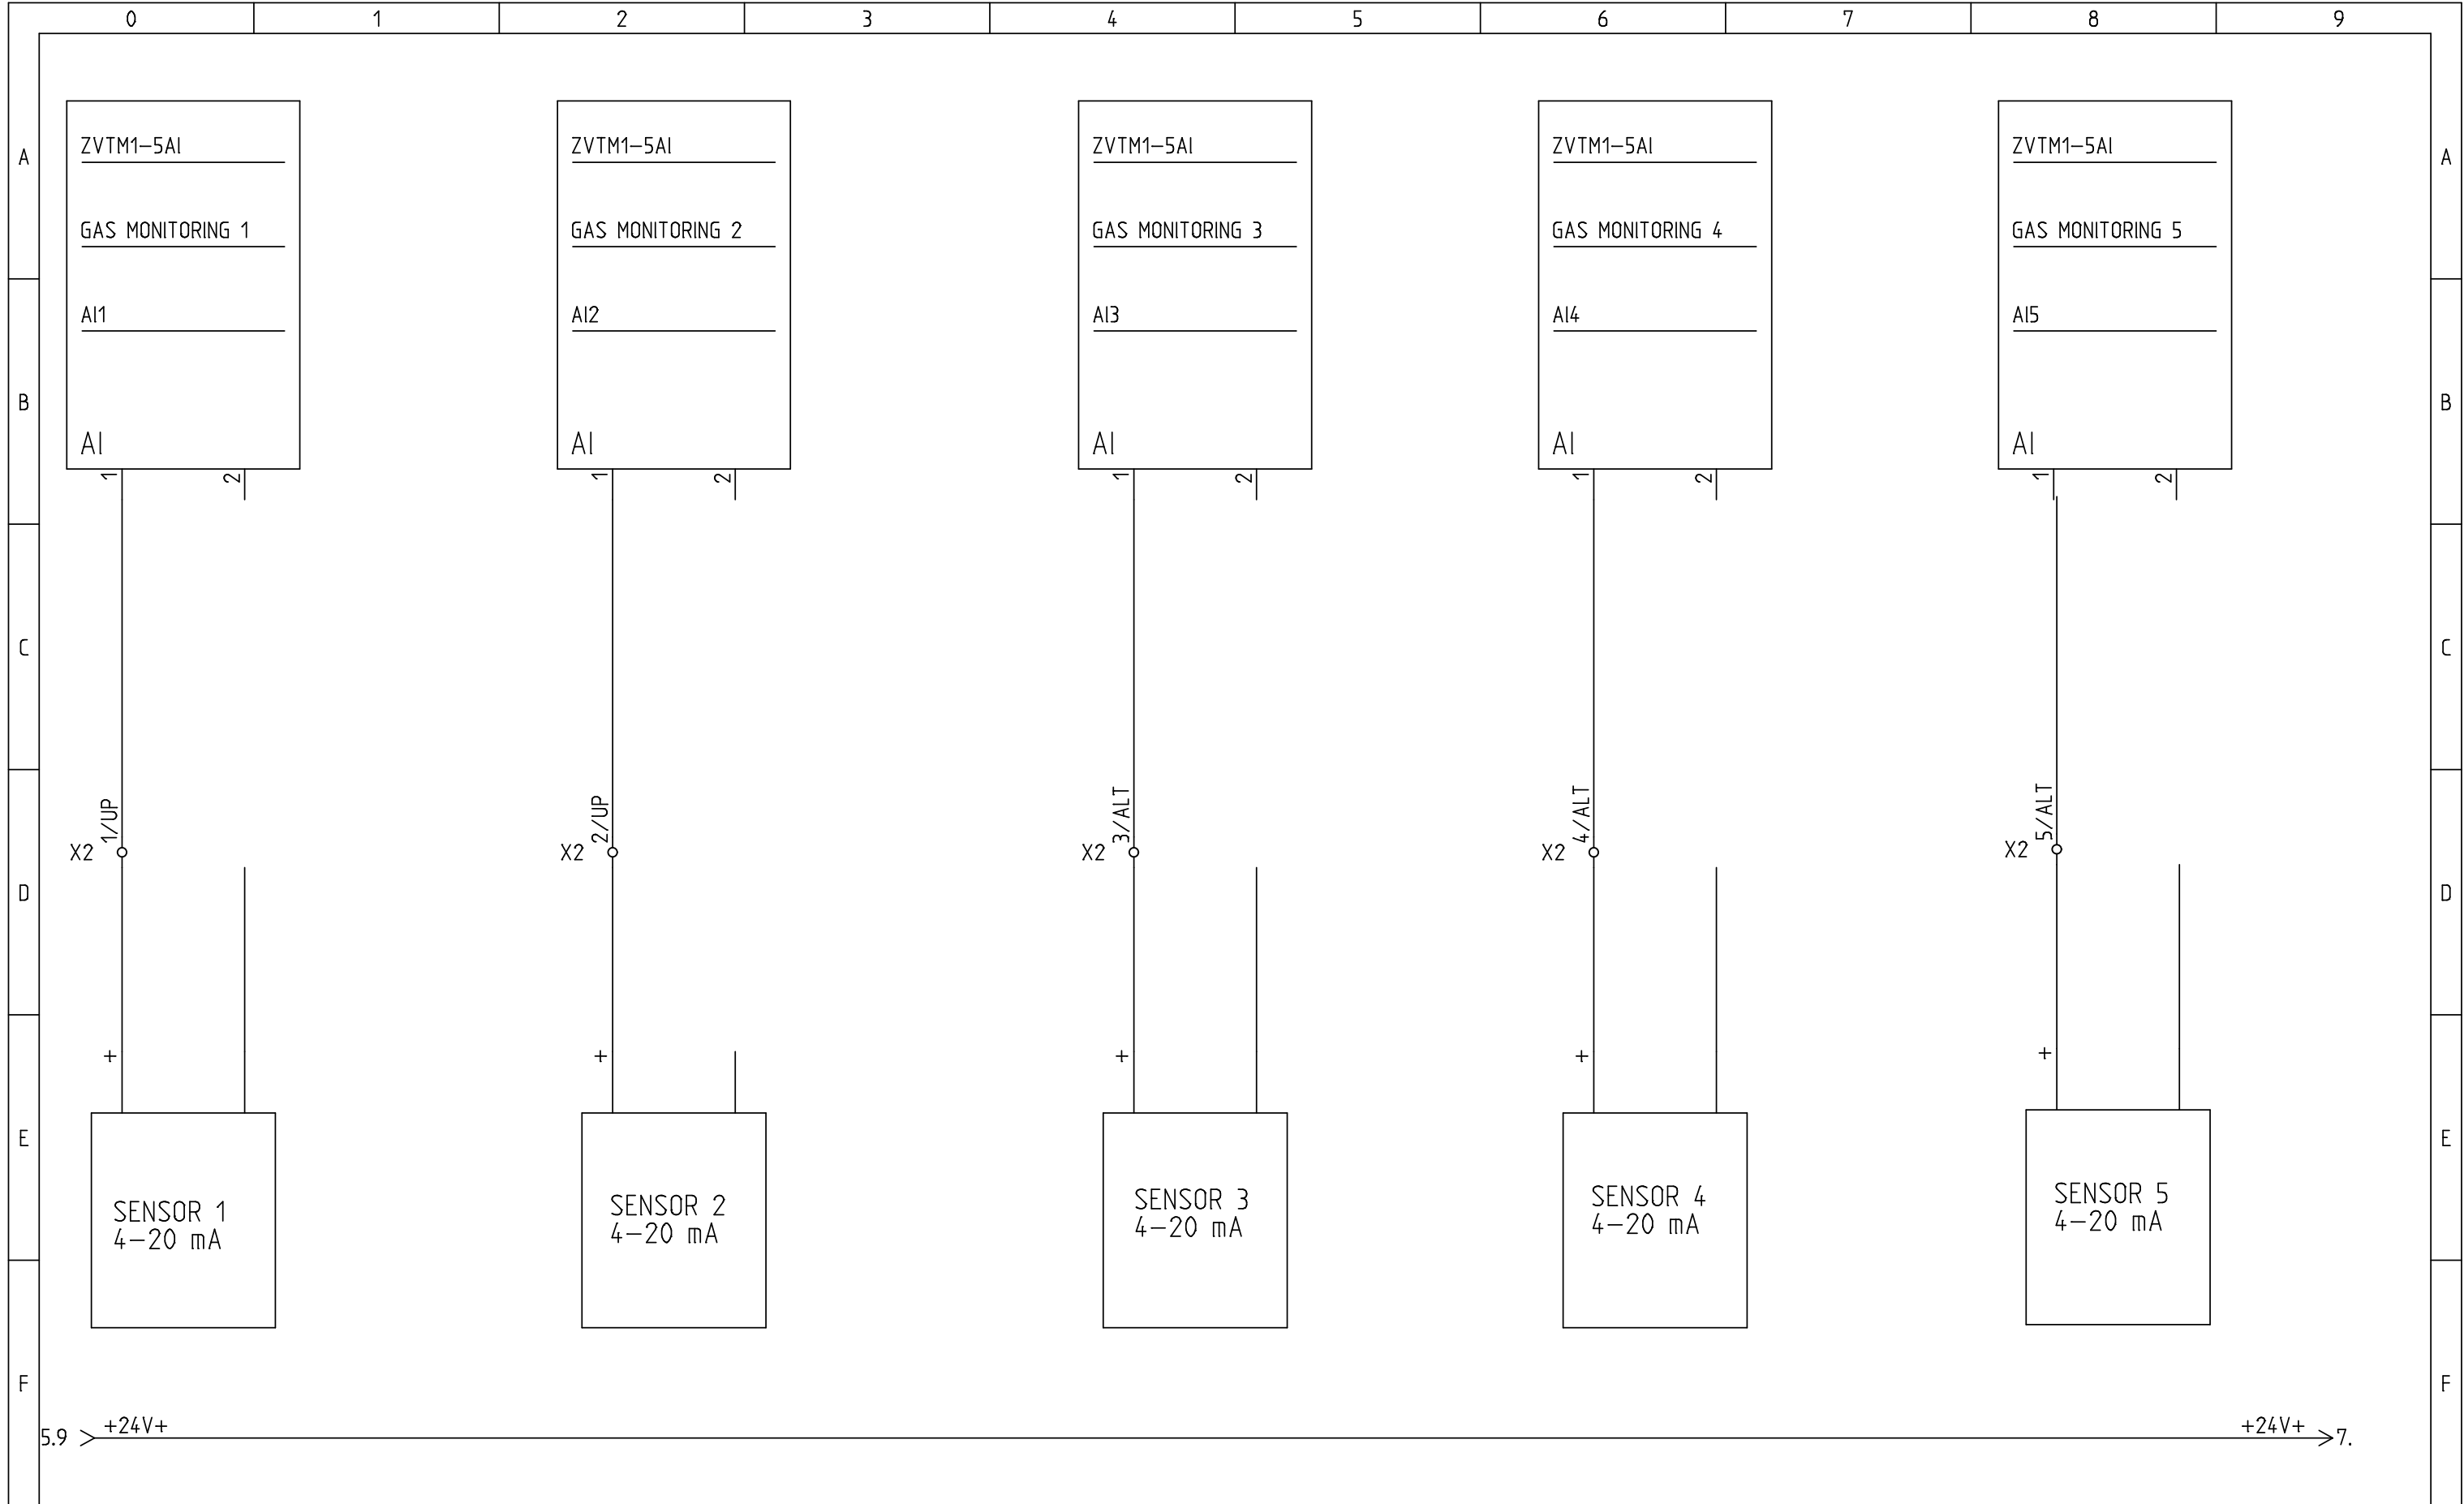 0 1 2 3 4 5 6 7 8 9
A A
ZVTM1-5AI ZVTM1-5AI ZVTM1-5AI ZVTM1-5AI ZVTM1-5AI
GAS MONITORING 1 GAS MONITORING 2 GAS MONITORING 3 GAS MONITORING 4 GAS MONITORING 5
AI1 AI2 AI3 AI4 AI5
B B
AI AI AI AI AI
1 2 1 2 1 2 1 2 1 2
C C
1/UP 2/UP 3/ALT 4/ALT 5/ALT
X2 X2 X2 X2 X2
D D
+ + + + +
E E
SENSOR 1 SENSOR 2 SENSOR 3 SENSOR 4 SENSOR 5
4-20 mA 4-20 mA 4-20 mA 4-20 mA 4-20 mA
F F
+24V+ +24V+
5.9 7.